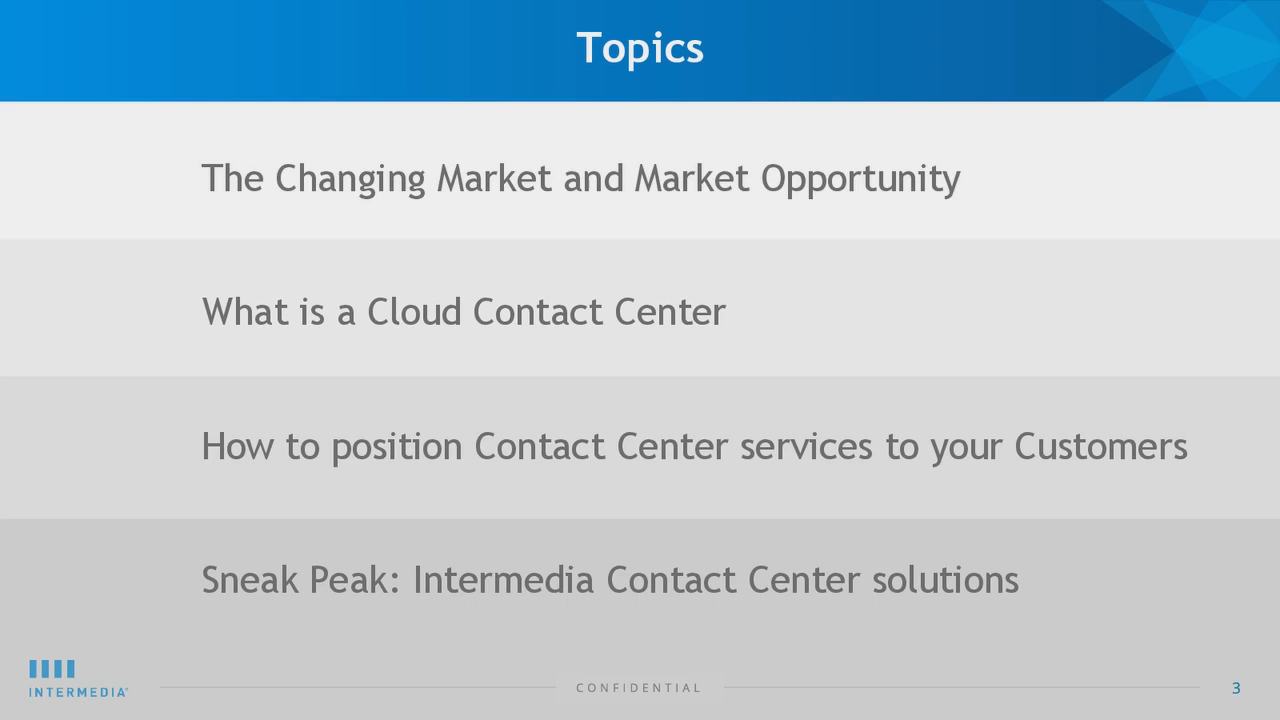 Topics
The Changing Market and Market Opportunity
What is a Cloud Contact Center
How to position Contact Center services to your Customers
Sneak Peak: Intermedia Contact Center solutions
INTERMEDIA®
CONFIDENTIAL
3